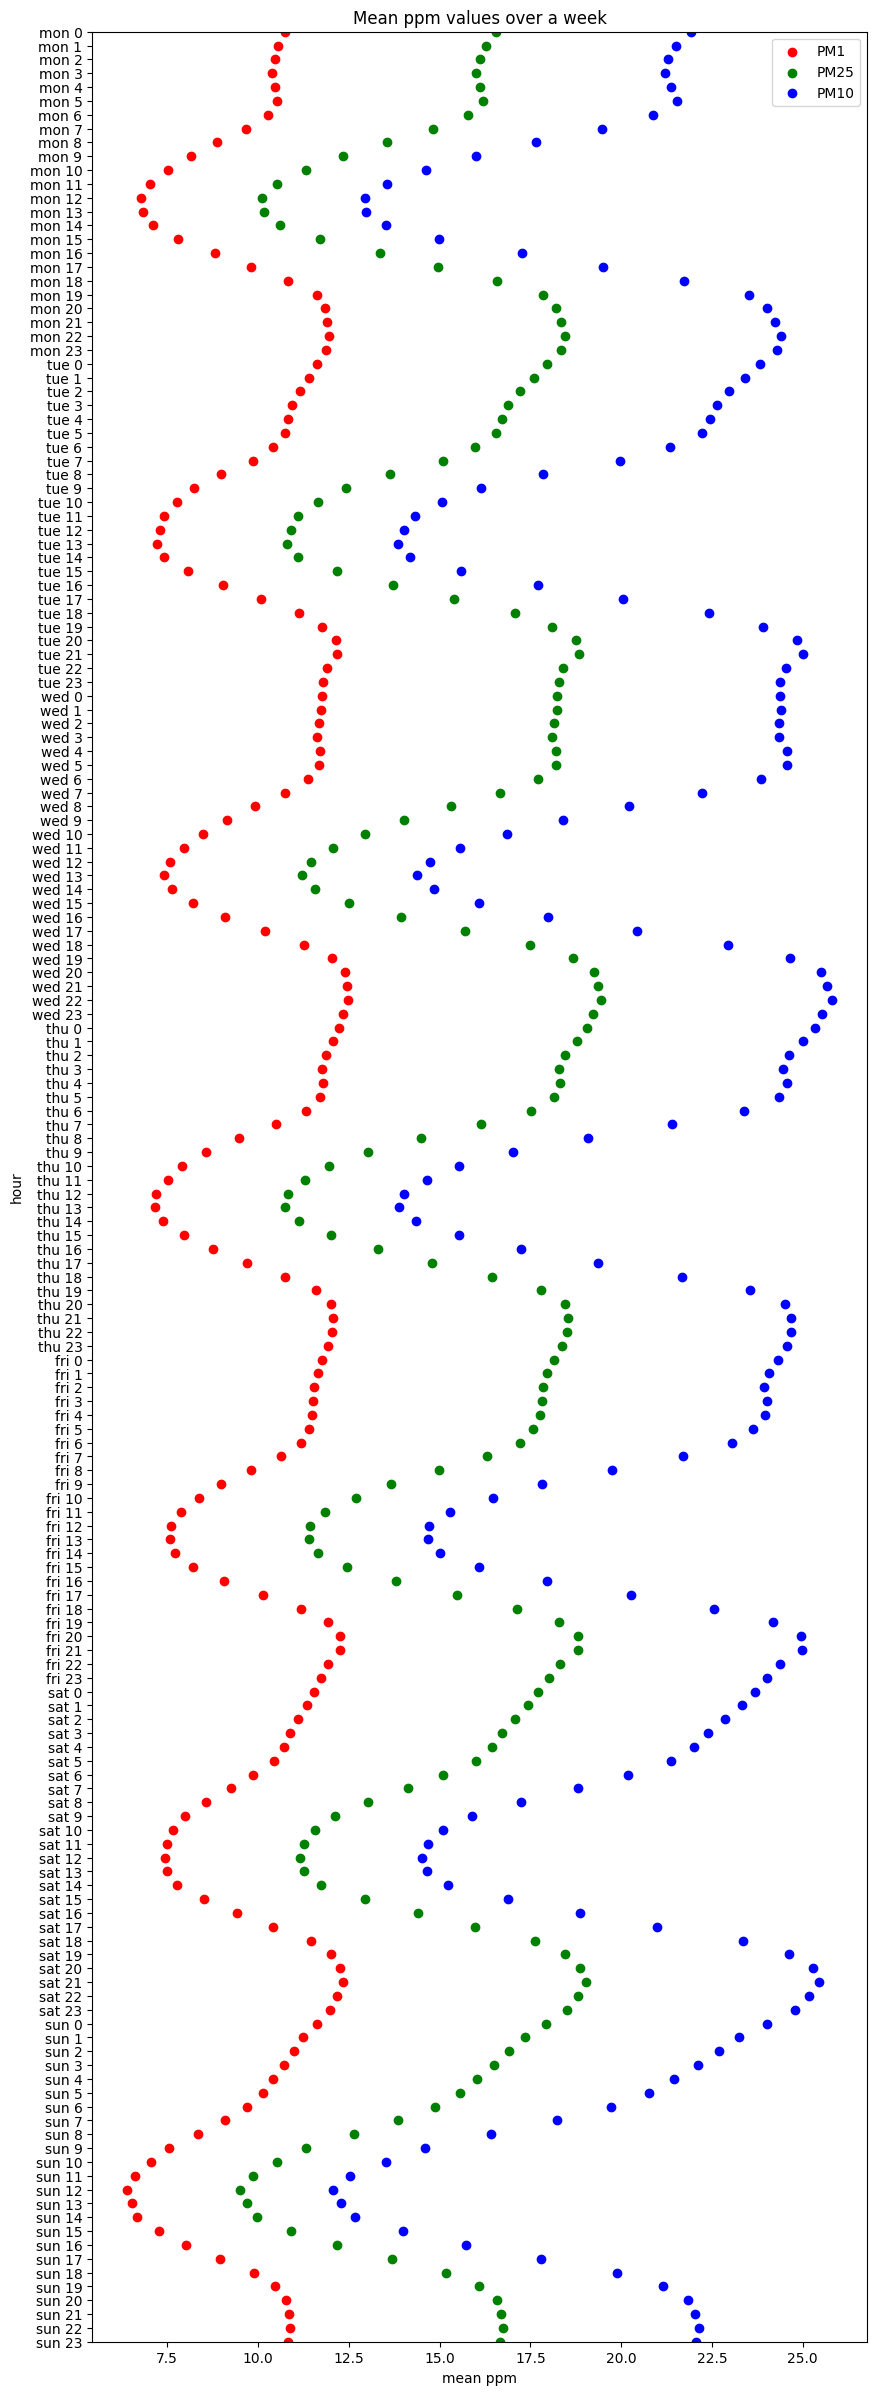 Mean ppm values over a week
PM1
PM25
PM10
mon 0
mon 1
mon 2
mon 3
mon 4
mon 5
mon 6
mon 7
mon 8
mon 9
mon 10
mon 11
mon 12
mon 13
mon 14
mon 15
mon 16
mon 17
mon 18
mon 19
mon 20
mon 21
mon 22
mon 23
tue 0
tue 1
tue 2
tue 3
tue 4
tue 5
tue 6
tue 7
tue 8
tue 9
tue 10
tue 11
tue 12
tue 13
tue 14
tue 15
tue 16
tue 17
tue 18
tue 19
tue 20
tue 21
tue 22
tue 23
wed 0
wed 1
wed 2
wed 3
wed 4
wed 5
wed 6
wed 7
wed 8
wed 9
wed 10
wed 11
wed 12
wed 13
wed 14
wed 15
wed 16
wed 17
wed 18
wed 19
wed 20
wed 21
wed 22
wed 23
thu 0
thu 1
thu 2
thu 3
thu 4
thu 5
thu 6
thu 7
thu 8
thu 9
thu 10
thu 11
thu 12
thu 13
thu 14
thu 15
thu 16
thu 17
thu 18
thu 19
thu 20
thu 21
thu 22
thu 23
fri 0
fri 1
fri 2
fri 3
fri 4
fri 5
fri 6
fri 7
fri 8
fri 9
fri 10
fri 11
fri 12
fri 13
fri 14
fri 15
fri 16
fri 17
fri 18
fri 19
fri 20
fri 21
fri 22
fri 23
sat 0
sat 1
sat 2
sat 3
sat 4
sat 5
sat 6
sat 7
sat 8
sat 9
sat 10
sat 11
sat 12
sat 13
sat 14
sat 15
sat 16
sat 17
sat 18
sat 19
sat 20
sat 21
sat 22
sat 23
sun 0
sun 1
sun 2
sun 3
sun 4
sun 5
sun 6
sun 7
sun 8
sun 9
sun 10
sun 11
sun 12
sun 13
sun 14
sun 15
sun 16
sun 17
sun 18
sun 19
sun 20
sun 21
sun 22
sun 23
hour
7.5 10.0 12.5 15.0 17.5 20.0 22.5 25.0
mean ppm